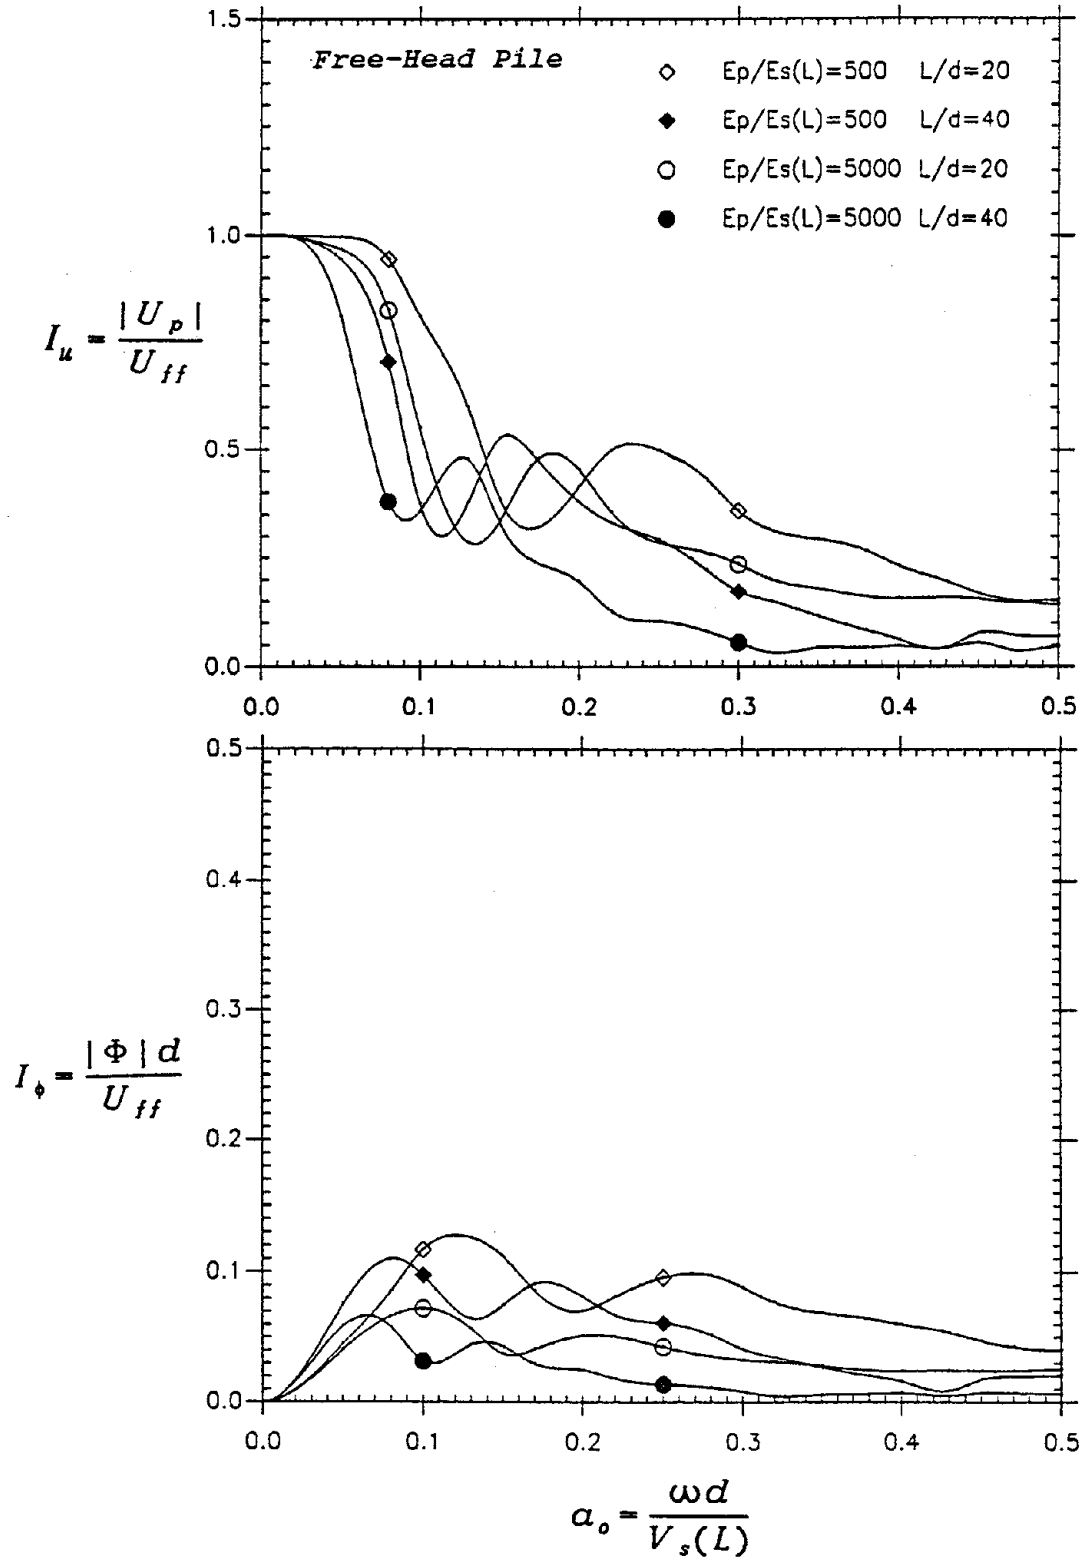 1.5
Free-Head Pile
Ep/Es(L)=500 L/d=20
Ep/Es(L)=500 L/d=40
Ep/Es(L)=5000 L/d=20
Ep/Es(L)=5000 L/d=40
1.0
I_u = |U_p| / U_ff
0.5
0.0
0.0 0.1 0.2 0.3 0.4 0.5
0.5
0.4
0.3
I_ϕ = |Φ|d / U_ff
0.2
0.1
0.0
0.0 0.1 0.2 0.3 0.4 0.5
a_o = ωd / V_s(L)